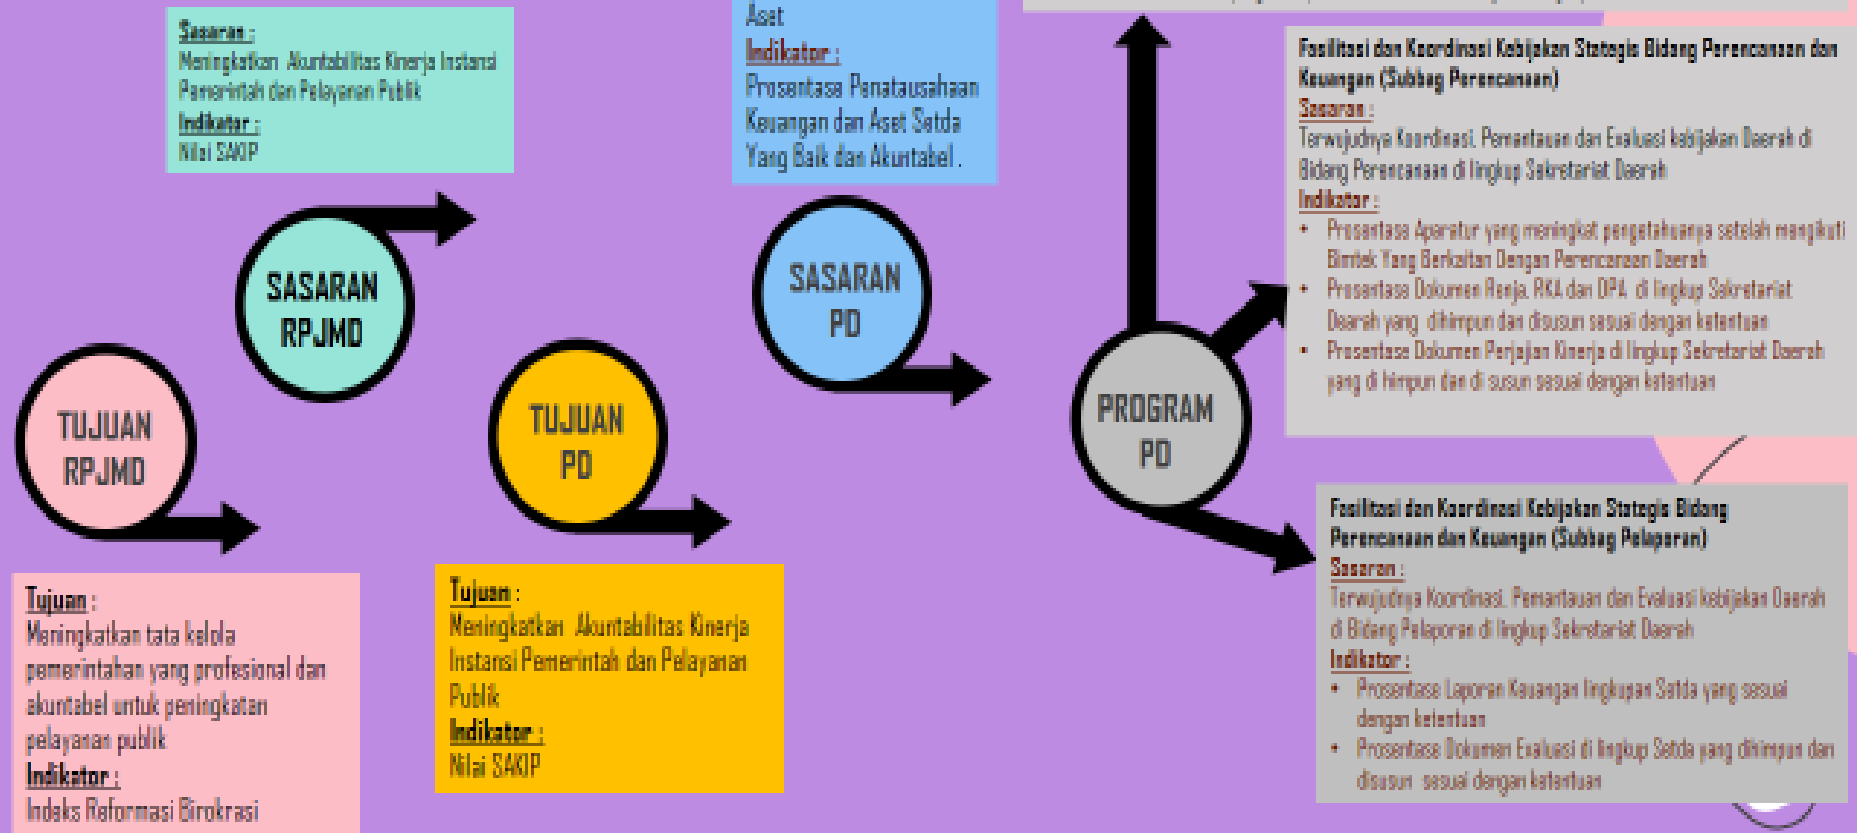 Sasaran :
Meningkatkan Akuntabilitas Kinerja Instansi
Pemerintah dan Pelayanan Publik
Indikator :
Nilai SAKIP
SASARAN
RPJMD
TUJUAN
RPJMD
Tujuan :
Meningkatkan tata kelola
pemerintahan yang profesional dan
akuntabel untuk peningkatan
pelayanan publik
Indikator :
Indeks Reformasi Birokrasi
TUJUAN
PD
Tujuan :
Meningkatkan Akuntabilitas Kinerja
Instansi Pemerintah dan Pelayanan
Publik
Indikator :
Nilai SAKIP
Aset
Indikator :
Prosentase Penatausahaan
Keuangan dan Aset Setda
Yang Baik dan Akuntabel .
SASARAN
PD
PROGRAM
PD
Fasilitasi dan Koordinasi Kebijakan Stategis Bidang Perencanaan dan
Keuangan (Subbag Perencanaan)
Sasaran :
Terwujudnya Koordinasi, Pemantauan dan Evaluasi kebijakan Daerah di
Bidang Perencanaan di lingkup Sekretariat Daerah
Indikator :
• Prosentase Aparatur yang meningkat pengetahuanya setelah mengikuti
Bimtek Yang Berkaitan Dengan Perencanaan Daerah
• Prosentase Dokumen Renja, RKA dan DPA di lingkup Sekretariat
Daearah yang dihimpun dan disusun sesuai dengan ketentuan
• Prosentase Dokumen Perjajian Kinerja di lingkup Sekretariat Daerah
yang di himpun dan di susun sesuai dengan ketentuan
Fasilitasi dan Koordinasi Kebijakan Stategis Bidang
Perencanaan dan Keuangan (Subbag Pelaporan)
Sasaran :
Terwujudnya Koordinasi, Pemantauan dan Evaluasi kebijakan Daerah
di Bidang Pelaporan di lingkup Sekretariat Daerah
Indikator :
• Prosentase Laporan Keuangan lingkupan Setda yang sesuai
dengan ketentuan
• Prosentase Dokumen Evaluasi di lingkup Setda yang dihimpun dan
disusun sesuai dengan ketentuan